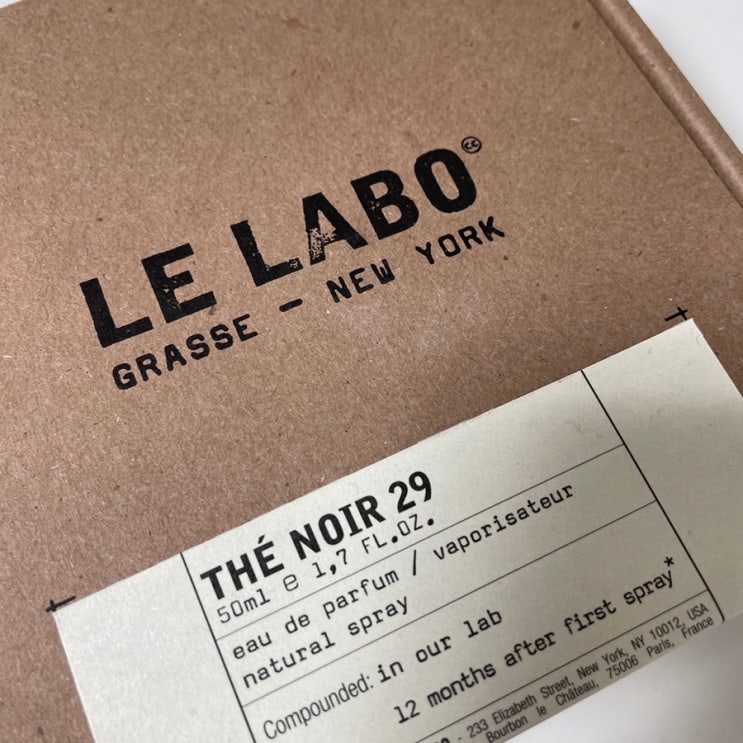 LE LABO
GRASSE – NEW YORK
THÉ NOIR 29
50ml e 1,7 FL.OZ.
eau de parfum / vaporisateur
natural spray
Compounded: in our lab
12 months after first spray*
- 233 Elizabeth Street, New York, NY 10012, USA
Bourbon le Château, 75006 Paris, France